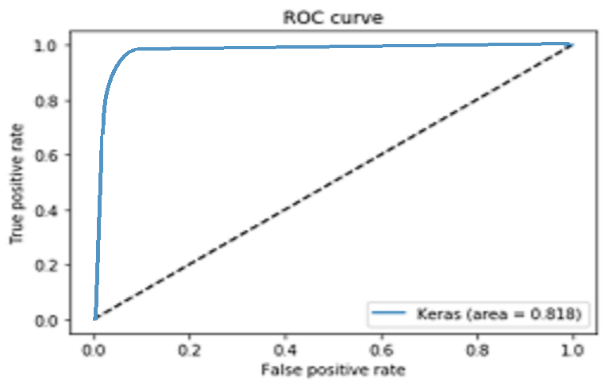 ROC curve
True positive rate
1.0
0.8
0.6
0.4
0.2
0.0
Keras (area = 0.818)
0.0 0.2 0.4 0.6 0.8 1.0
False positive rate